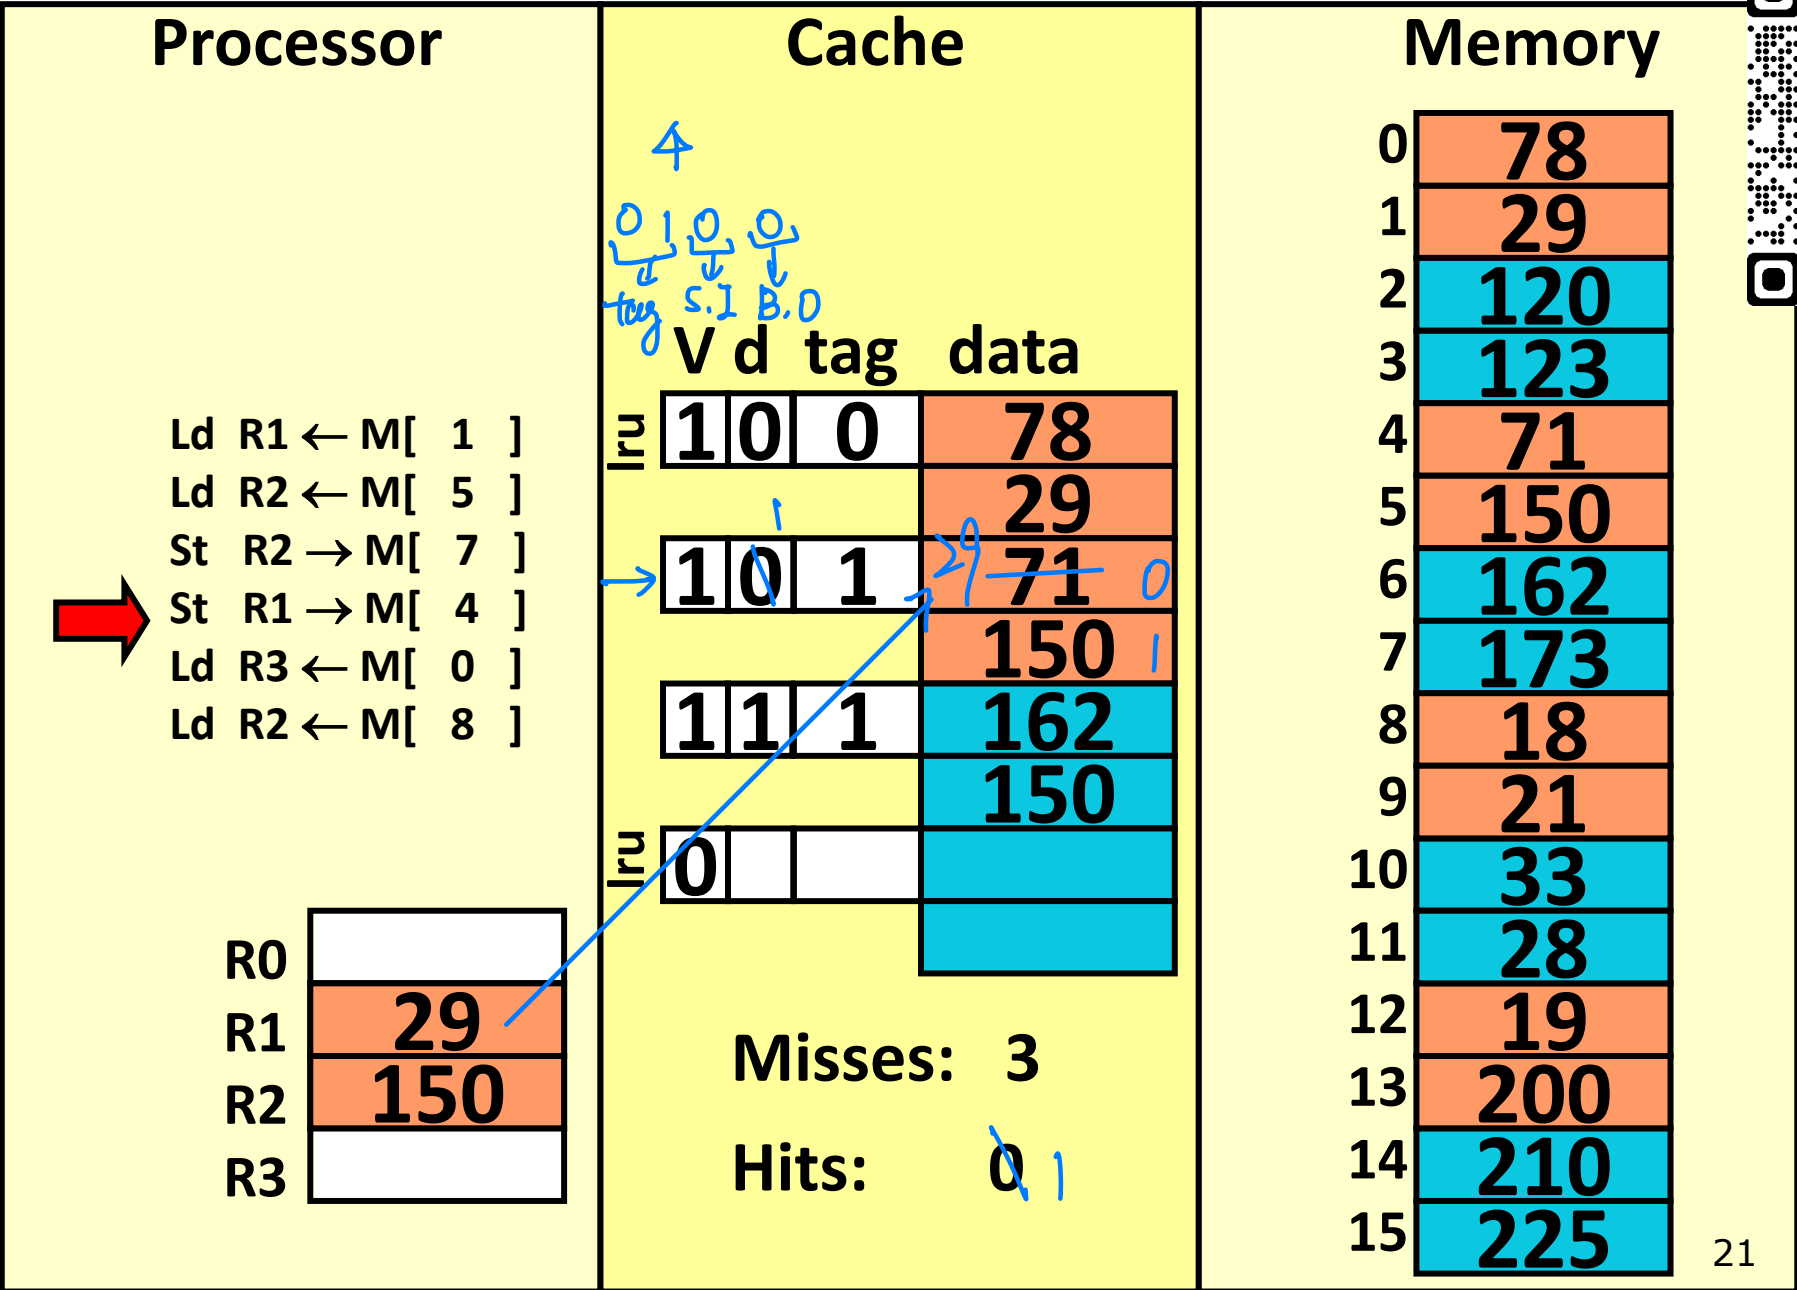 Processor
Ld R1 ← M[ 1 ]
Ld R2 ← M[ 5 ]
St R2 → M[ 7 ]
St R1 → M[ 4 ]
Ld R3 ← M[ 0 ]
Ld R2 ← M[ 8 ]
R0
R1 29
R2 150
R3
Cache
4
0 1 0 0
tag S.I B.O
V d tag data
lru 1 0 0 78
29
1
1 0 1 29 71 0
150 1
1 1 1 162
150
lru 0
Misses: 3
Hits: 0 1
Memory
0 78
1 29
2 120
3 123
4 71
5 150
6 162
7 173
8 18
9 21
10 33
11 28
12 19
13 200
14 210
15 225
21